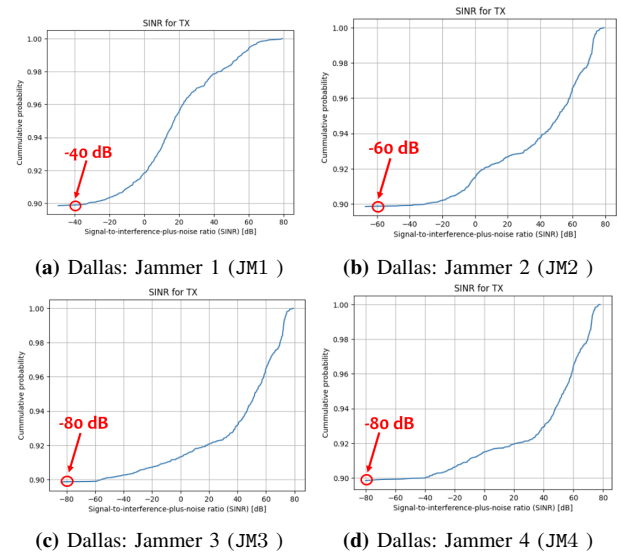 SINR for TX
1.00
0.98
0.96
0.94
0.92
0.90
-40 dB
−40 −20 0 20 40 60 80
Signal-to-interference-plus-noise ratio (SINR) [dB]
Cummulative probability
(a) Dallas: Jammer 1 (JM1 )
SINR for TX
1.00
0.98
0.96
0.94
0.92
0.90
-60 dB
−60 −40 −20 0 20 40 60 80
Signal-to-interference-plus-noise ratio (SINR) [dB]
Cummulative probability
(b) Dallas: Jammer 2 (JM2 )
SINR for TX
1.00
0.98
0.96
0.94
0.92
0.90
-80 dB
−80 −60 −40 −20 0 20 40 60 80
Signal-to-interference-plus-noise ratio (SINR) [dB]
Cummulative probability
(c) Dallas: Jammer 3 (JM3 )
SINR for TX
1.00
0.98
0.96
0.94
0.92
0.90
-80 dB
−80 −60 −40 −20 0 20 40 60 80
Signal-to-interference-plus-noise ratio (SINR) [dB]
Cummulative probability
(d) Dallas: Jammer 4 (JM4 )